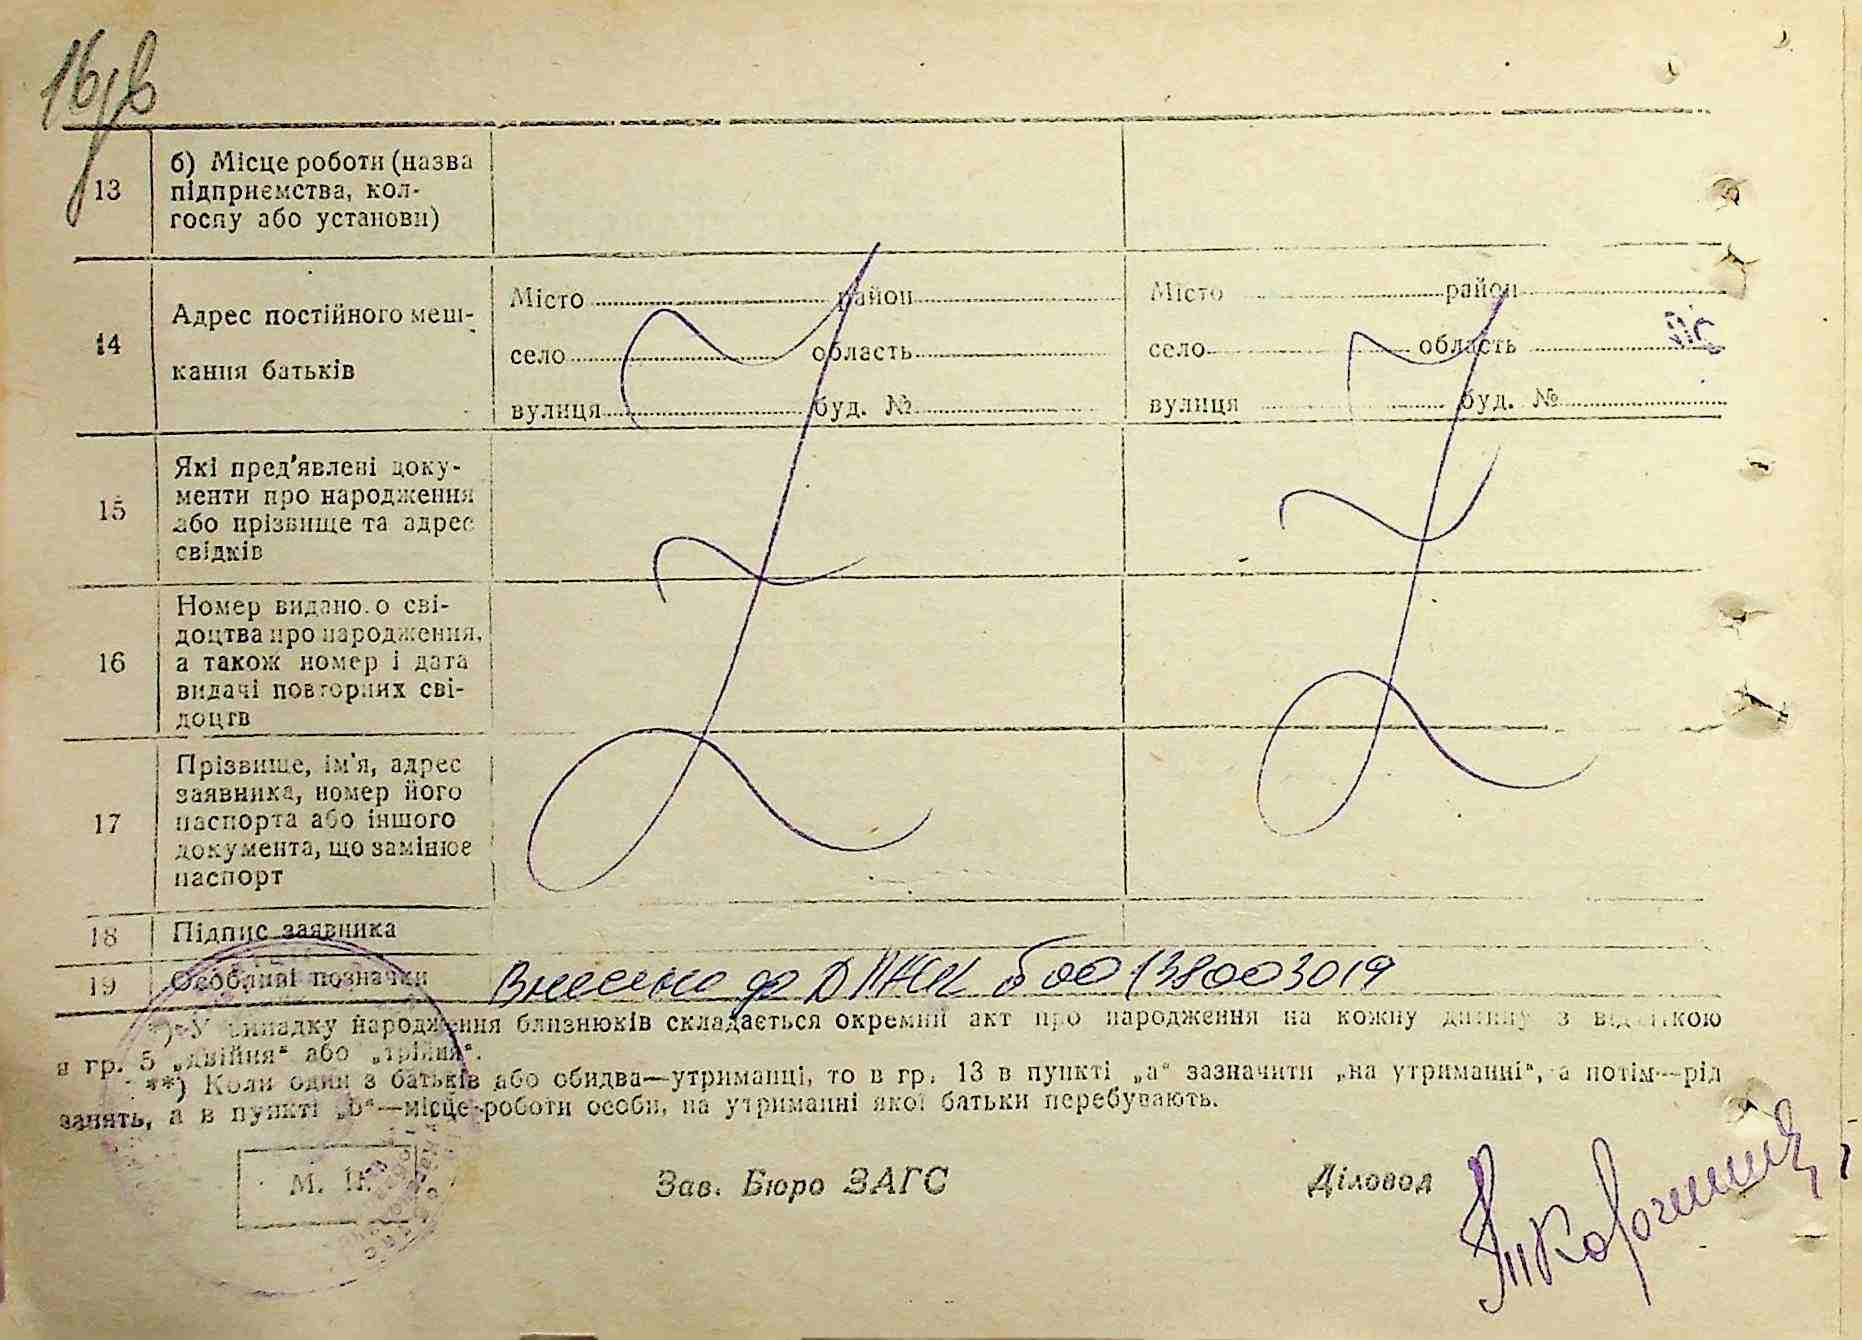 16 зв
13 б) Місце роботи (назва
підприємства, кол-
госпу або установи)
14 Адрес постійного меш-
кання батьків
Місто район Місто район
село область село область
вулиця буд. № вулиця буд. №
15 Які пред'явлені доку-
менти про народження
або прізвище та адрес
свідків
16 Номер видано.о сві-
доцтва про народження,
а також номер і дата
видачі повторних сві-
доцтв
17 Прізвище, ім'я, адрес
заявника, номер його
паспорта або іншого
документа, що замінює
паспорт
18 Підпис заявника
19 Особливі позначки Внесено до 00138003019
*) У випадку народження близнюків складається окремий акт про народження на кожну дитину з відміткою
в гр. 5 „двійня“ або „трійня“.
**) Коли один з батьків або обидва—утриманці, то в гр. 13 в пункті „а“ зазначити „на утриманні“, а потім—рід
занять, а в пункті „b“—місце роботи особи, на утриманні якої батьки перебувають.
М. П. Зав. Бюро ЗАГС Діловод